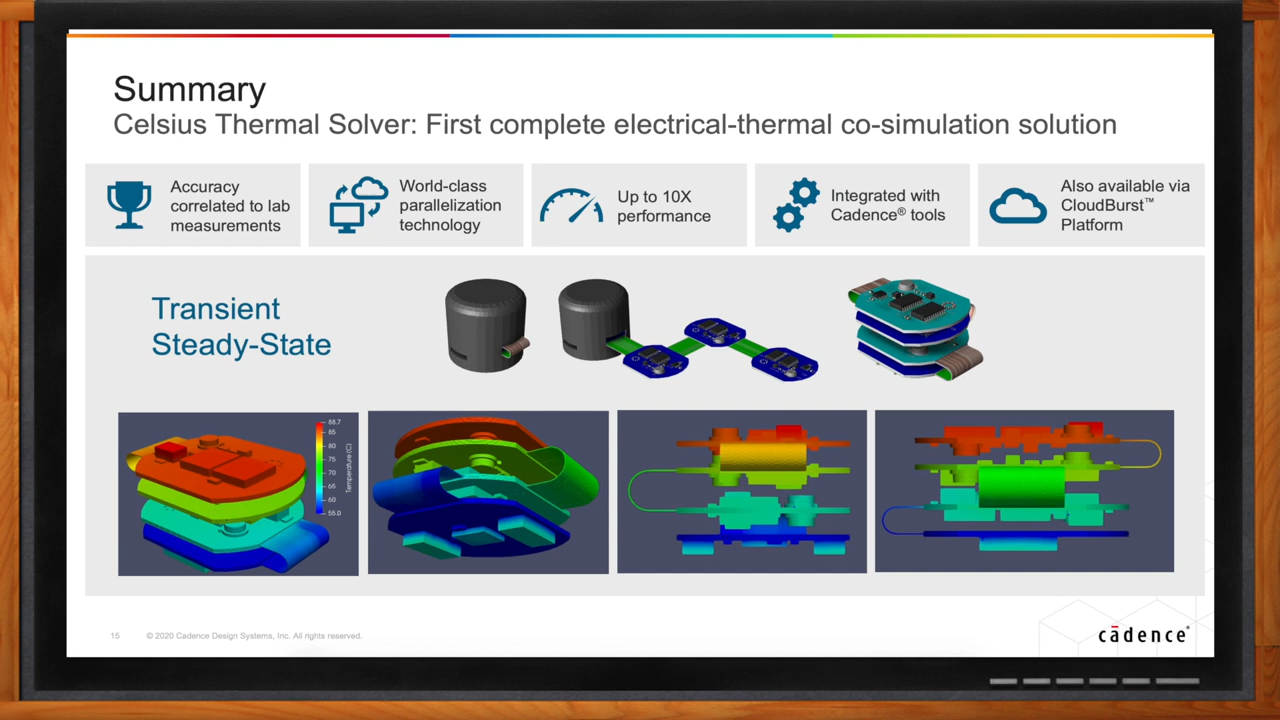 Summary
Celsius Thermal Solver: First complete electrical-thermal co-simulation solution
Accuracy
correlated to lab
measurements
World-class
parallelization
technology
Up to 10X
performance
Integrated with
Cadence® tools
Also available via
CloudBurst™
Platform
Transient
Steady-State
88.7
85
80
75
70
65
60
55.0
Temperature (C)
15
© 2020 Cadence Design Systems, Inc. All rights reserved.
cādence®